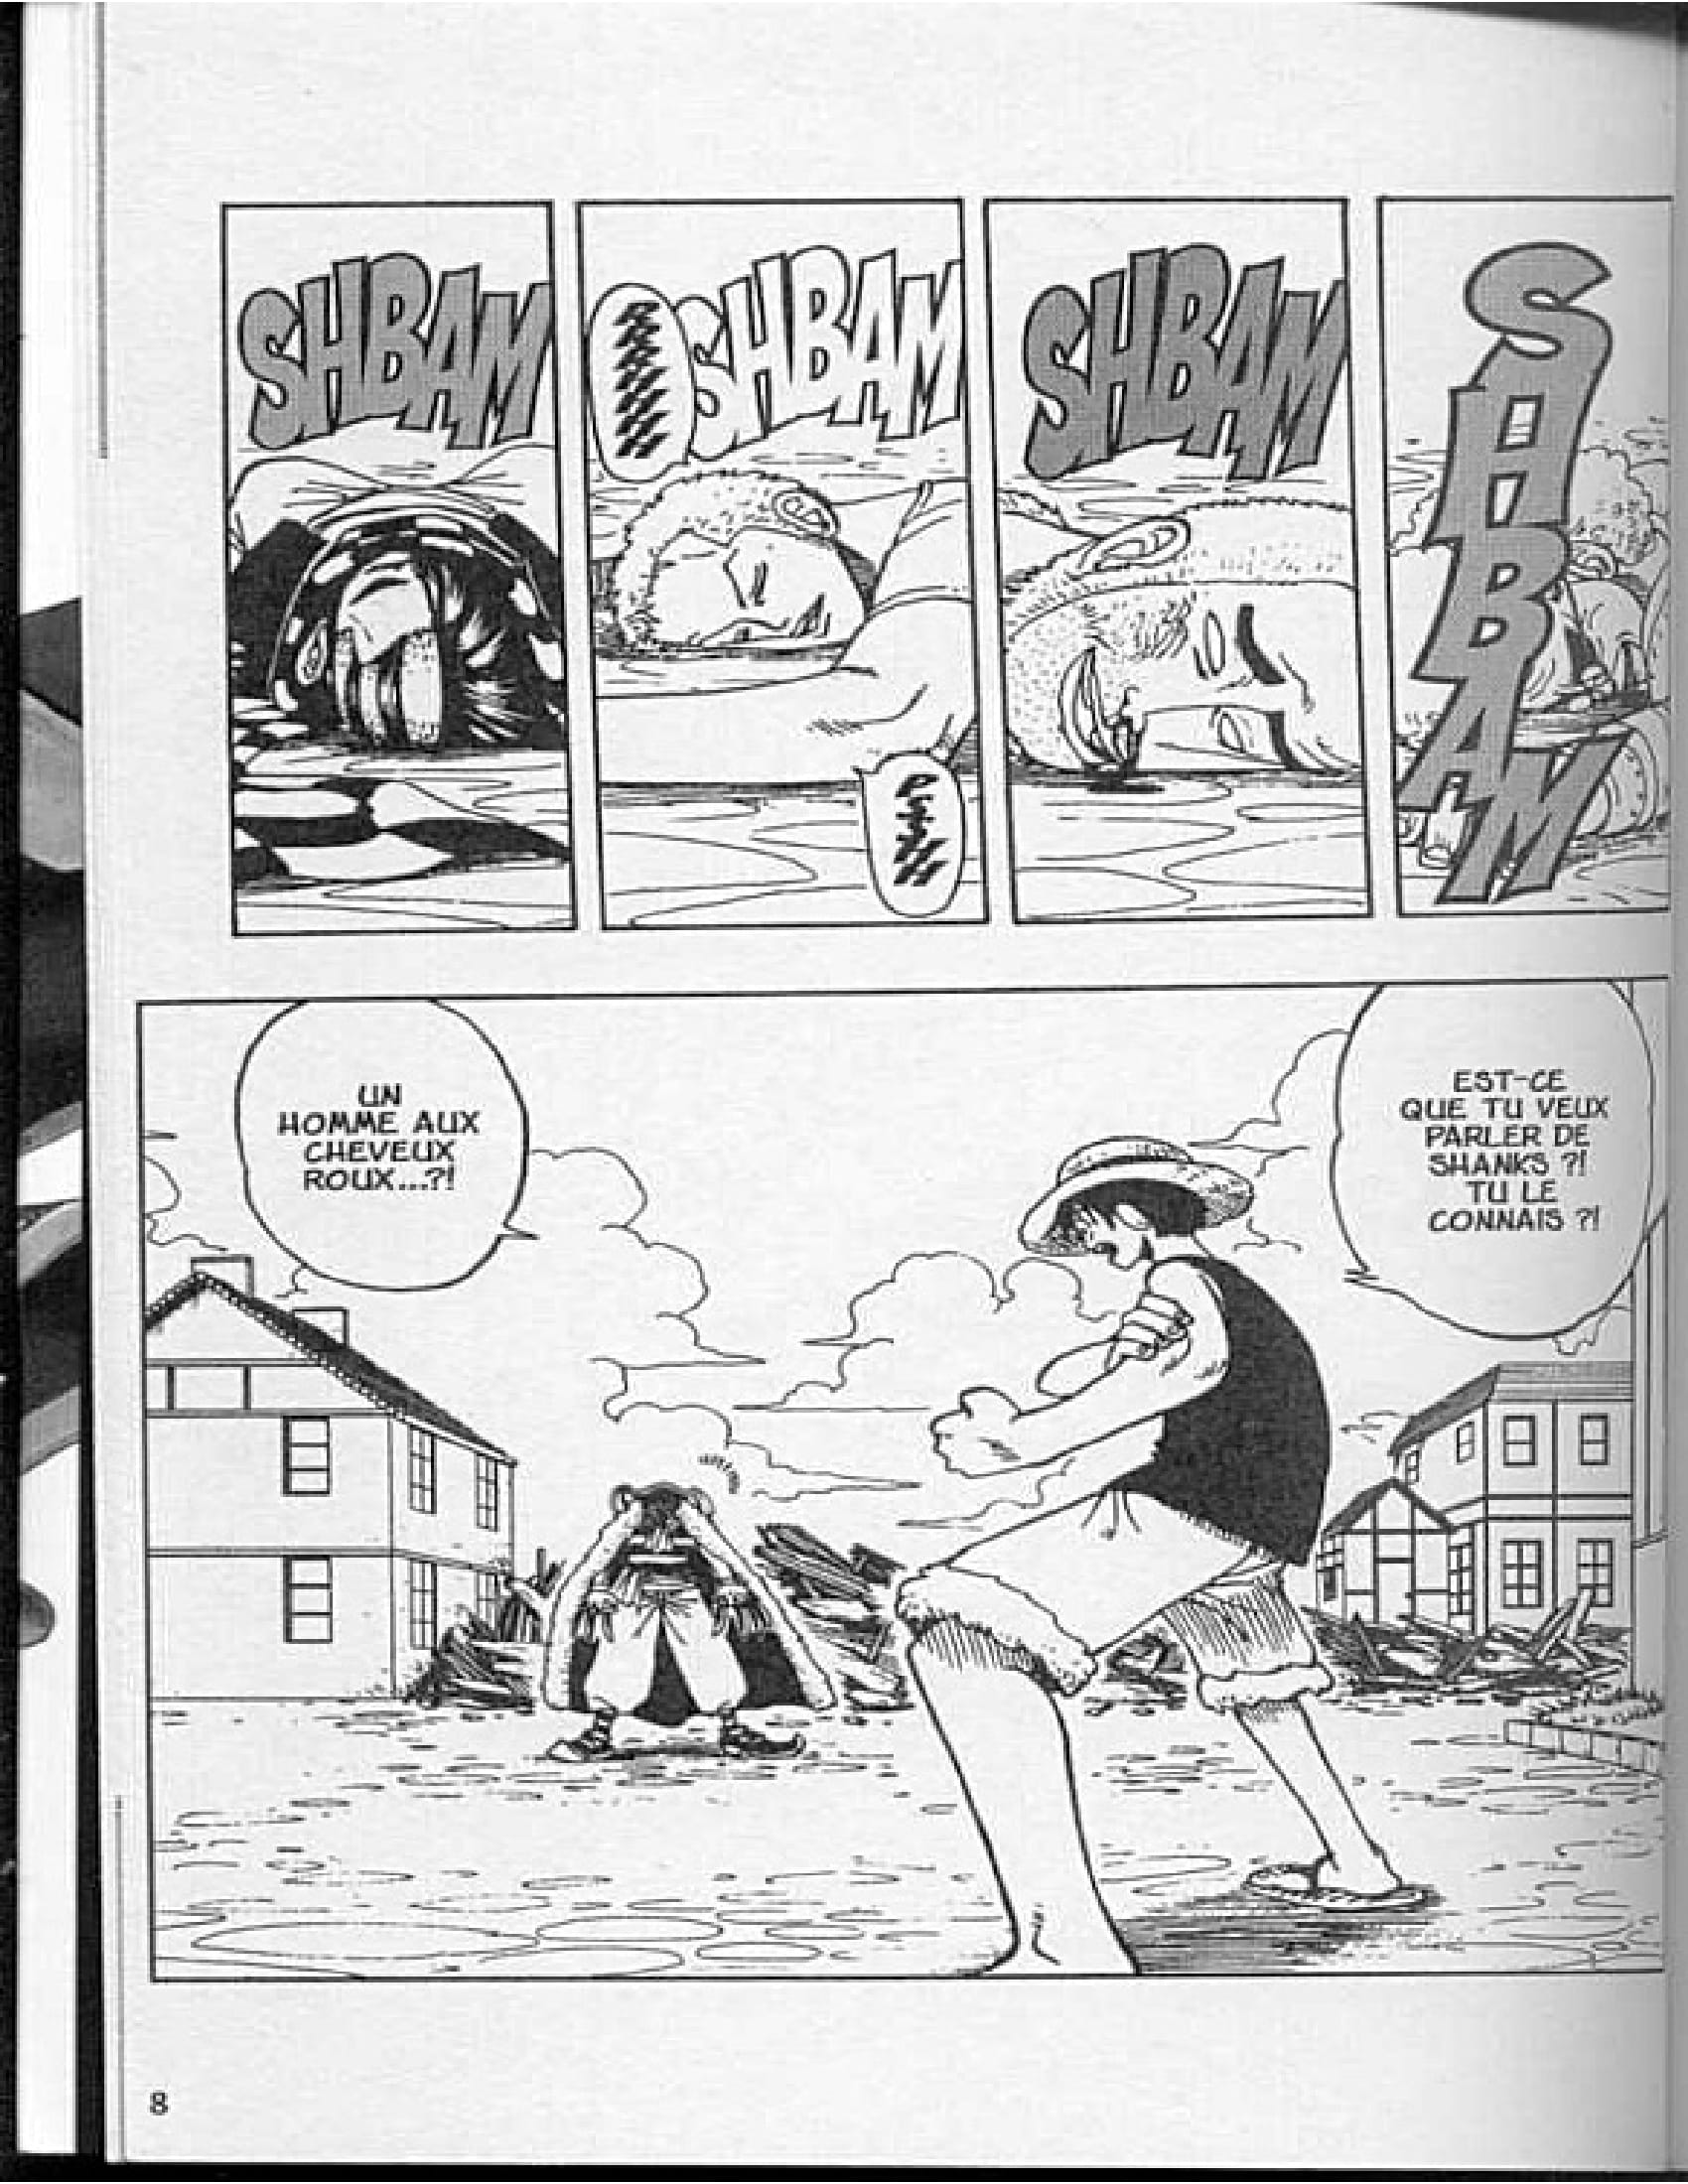 SHBAM
SHBAM
SHBAM
SHBAM
EST-CE
QUE TU VEUX
PARLER DE
SHANKS ?!
TU LE
CONNAIS ?!
UN
HOMME AUX
CHEVEUX
ROUX...?!
8